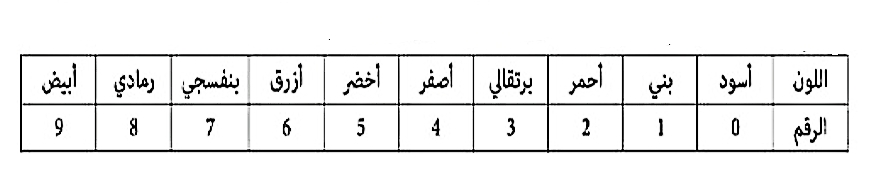 اللون أسود بني أحمر برتقالي أصفر أخضر أزرق بنفسجي رمادي أبيض
الرقم 0 1 2 3 4 5 6 7 8 9